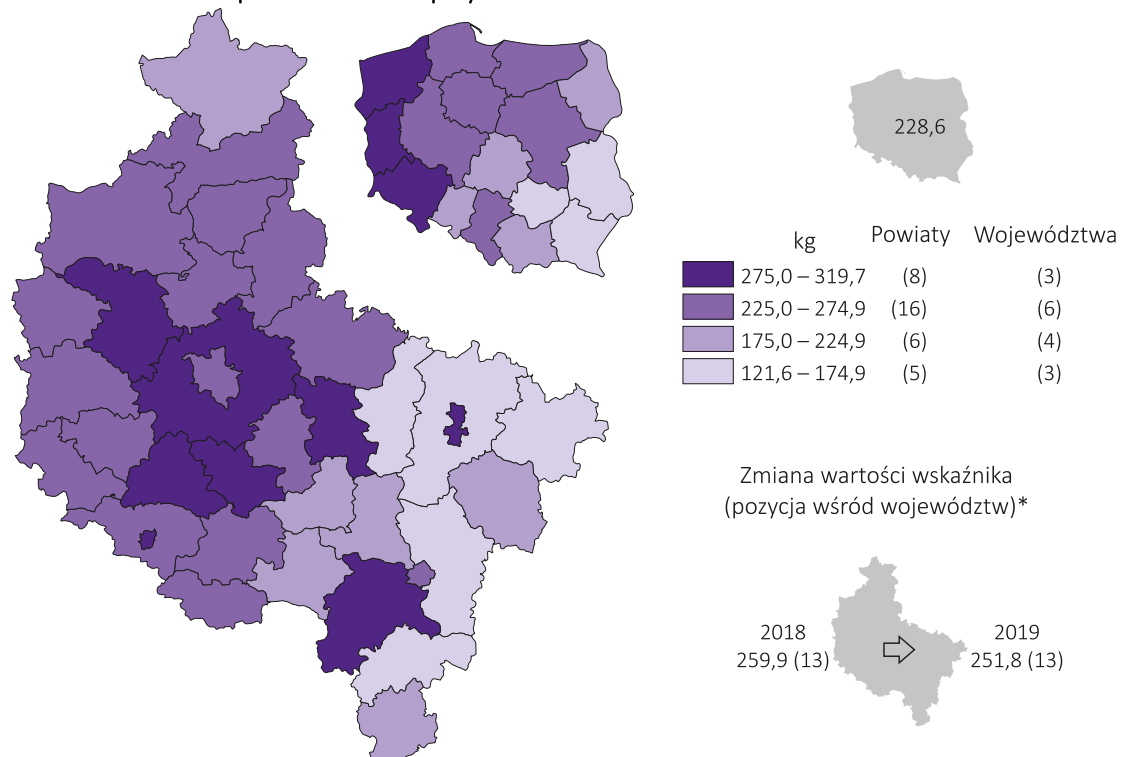 228,6
kg Powiaty Województwa
275,0 – 319,7 (8) (3)
225,0 – 274,9 (16) (6)
175,0 – 224,9 (6) (4)
121,6 – 174,9 (5) (3)
Zmiana wartości wskaźnika
(pozycja wśród województw)*
2018 2019
259,9 (13) 251,8 (13)